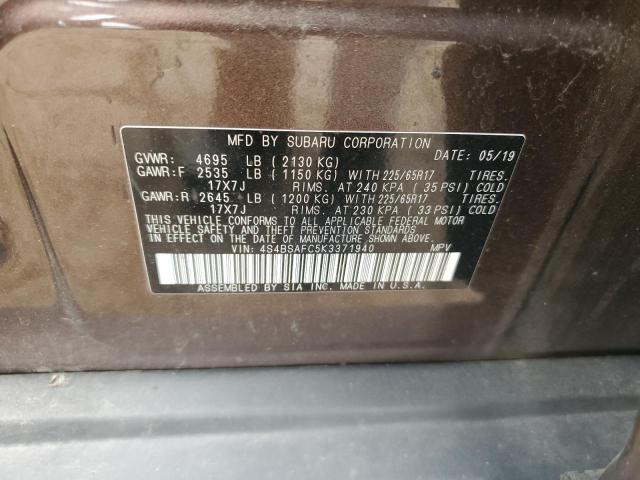 MFD BY SUBARU CORPORATION
GVWR: 4695 LB (2130 KG) DATE: 05/19
GAWR:F 2535 LB (1150 KG) WITH 225/65R17 TIRES.
17X7J RIMS. AT 240 KPA (35 PSI) COLD
GAWR:R 2645 LB (1200 KG) WITH 225/65R17 TIRES.
17X7J RIMS. AT 230 KPA (33 PSI) COLD
THIS VEHICLE CONFORMS TO ALL APPLICABLE FEDERAL MOTOR
VEHICLE SAFETY AND THEFT PREVENTION STANDARDS
IN EFFECT ON THE DATE OF MANUFACTURE SHOWN ABOVE.
VIN: 4S4BSAFC5K3371940 MPV
ASSEMBLED BY SIA INC. MADE IN U.S.A.